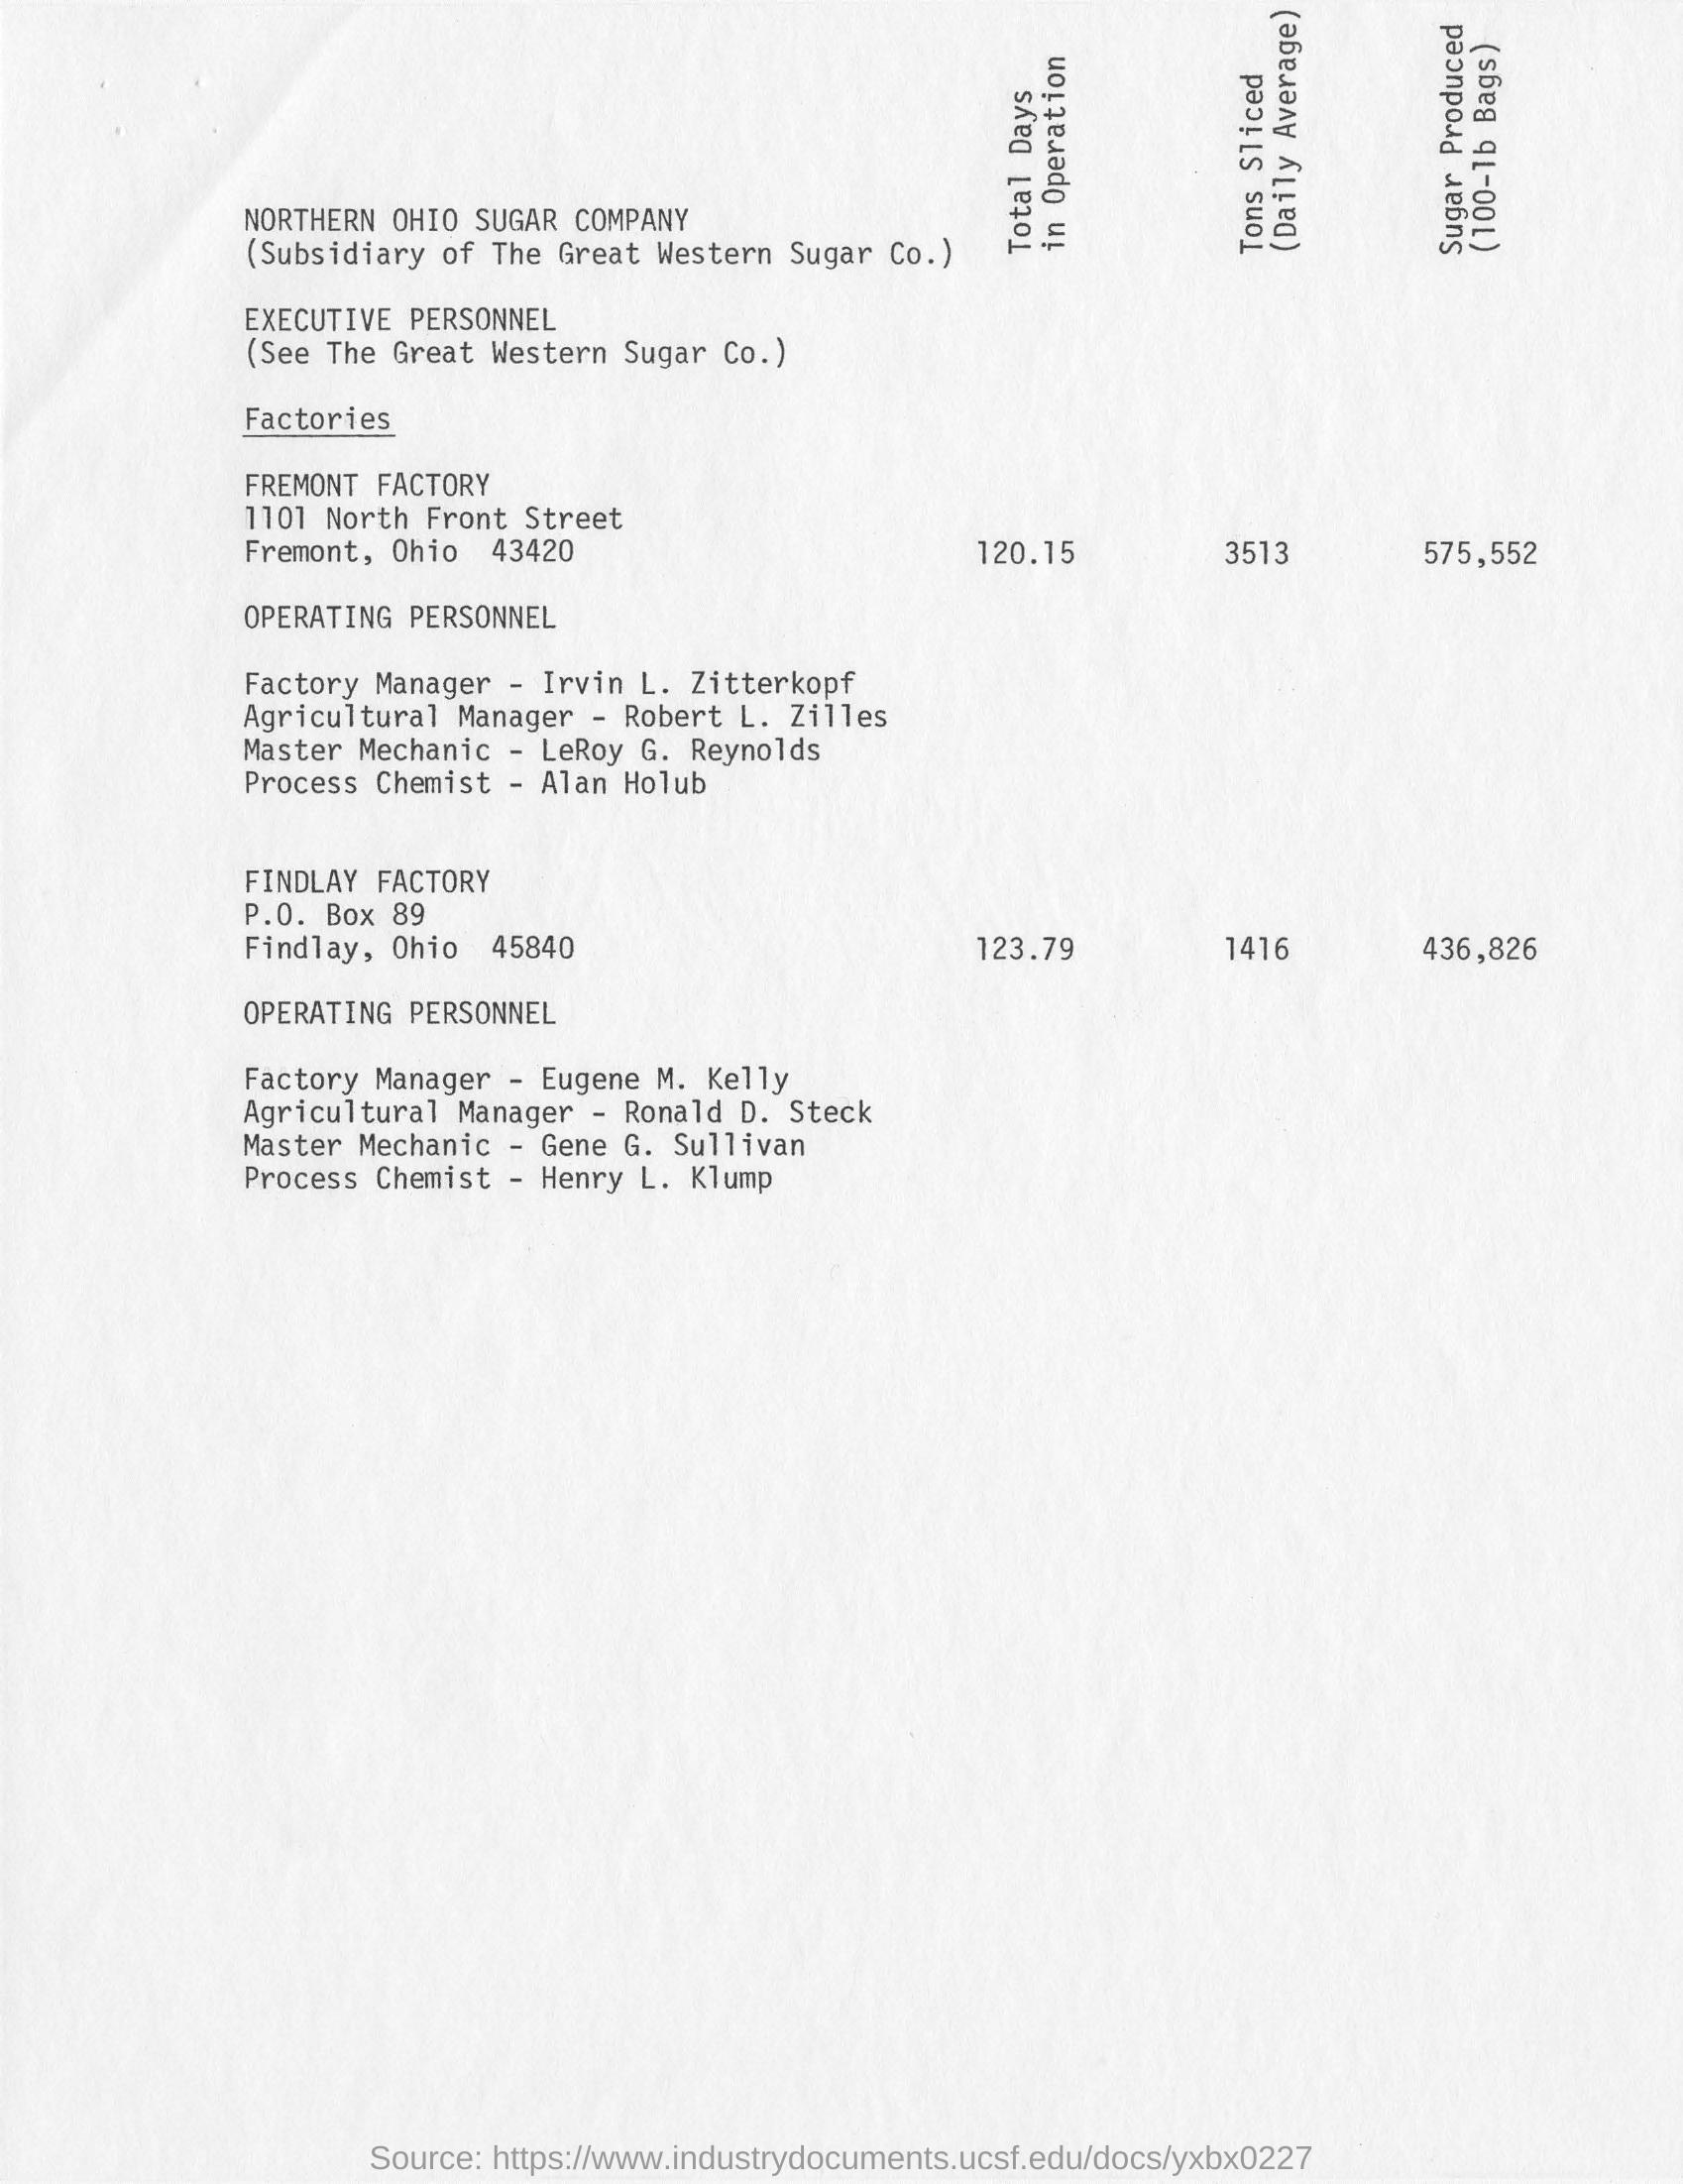 Total Days
in Operation
Tons Sliced
(Daily Average)
Sugar Produced
(100-lb Bags)
NORTHERN OHIO SUGAR COMPANY
(Subsidiary of The Great Western Sugar Co.)
EXECUTIVE PERSONNEL
(See The Great Western Sugar Co.)
Factories
FREMONT FACTORY
1101 North Front Street
Fremont, Ohio 43420 120.15 3513 575,552
OPERATING PERSONNEL
Factory Manager - Irvin L. Zitterkopf
Agricultural Manager - Robert L. Zilles
Master Mechanic - LeRoy G. Reynolds
Process Chemist - Alan Holub
FINDLAY FACTORY
P.O. Box 89
Findlay, Ohio 45840 123.79 1416 436,826
OPERATING PERSONNEL
Factory Manager - Eugene M. Kelly
Agricultural Manager - Ronald D. Steck
Master Mechanic - Gene G. Sullivan
Process Chemist - Henry L. Klump
Source: https://www.industrydocuments.ucsf.edu/docs/yxbx0227